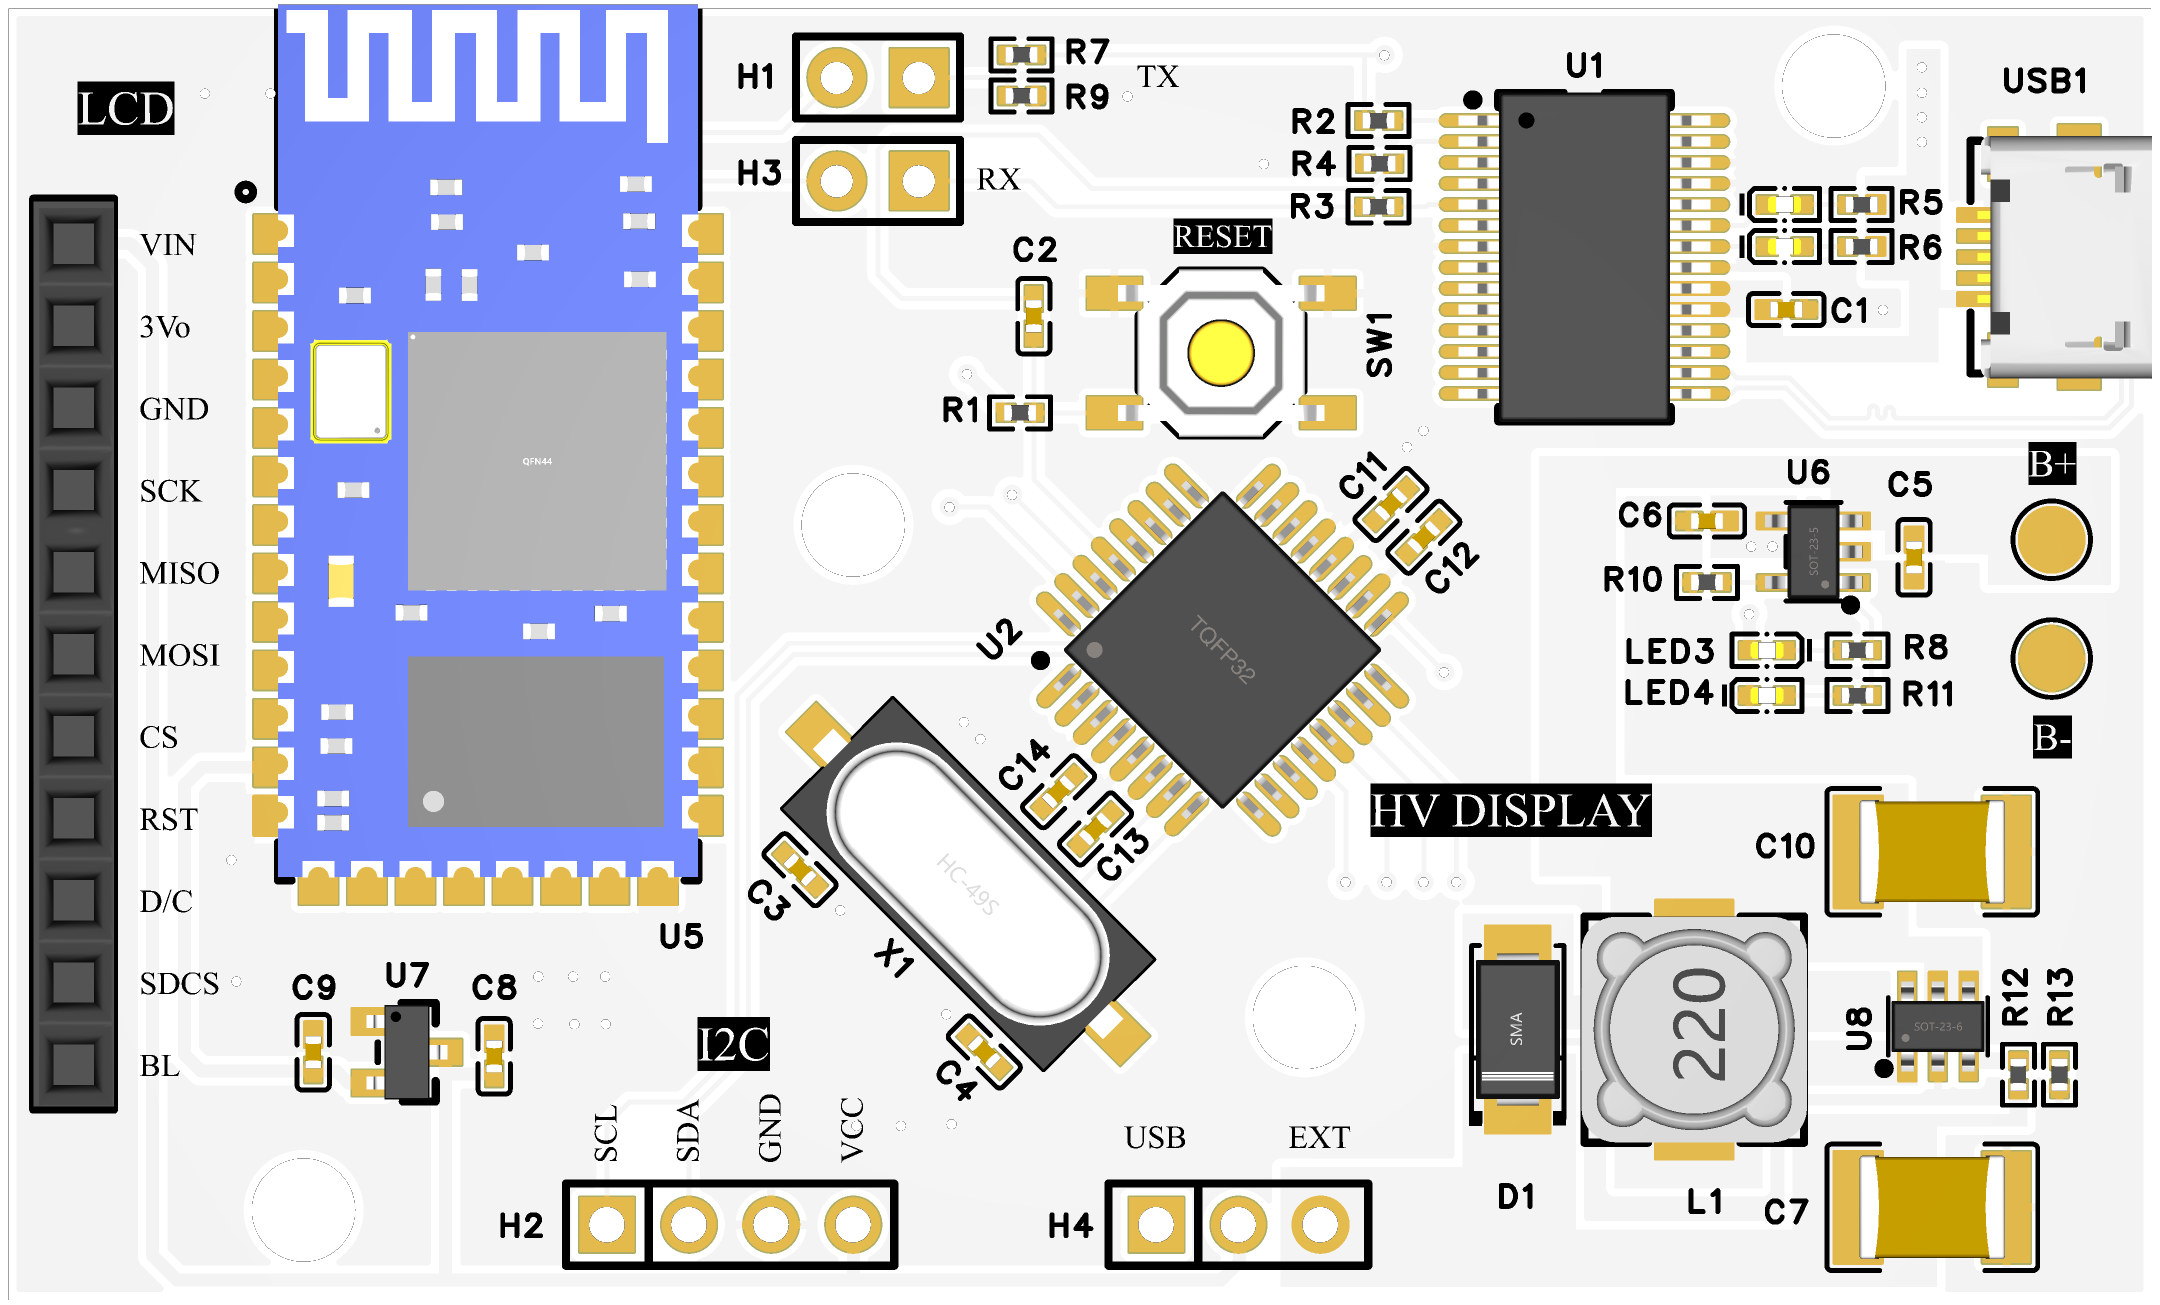 LCD
VIN
3Vo
GND
SCK
MISO
MOSI
CS
RST
D/C
SDCS
BL
QFN44
U5
C9
U7
C8
H1
H3
R7
R9
TX
RX
C2
R1
RESET
SW1
R2
R4
R3
U1
R5
R6
C1
USB1
C11
C12
U2
TQFP32
C14
C13
C3
X1
HC-49S
C4
U6
SOT-23-5
C6
C5
R10
LED3
LED4
R8
R11
B+
B-
HV DISPLAY
C10
SMA
D1
220
L1
U8
SOT-23-6
R12
R13
C7
I2C
SCL
SDA
GND
VCC
H2
USB
EXT
H4